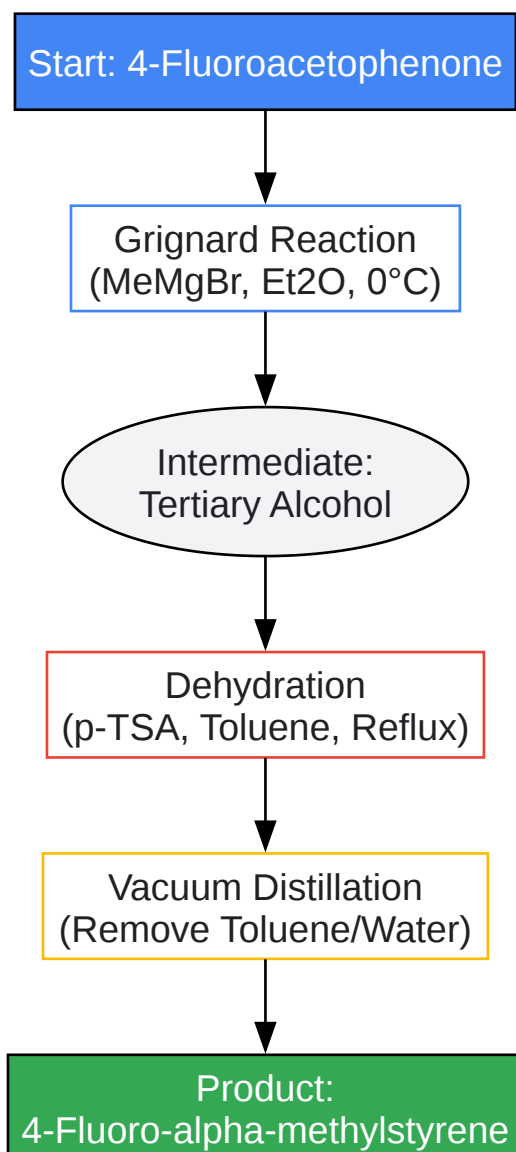 Start: 4-Fluoroacetophenone
Grignard Reaction
(MeMgBr, Et2O, 0°C)
Intermediate:
Tertiary Alcohol
Dehydration
(p-TSA, Toluene, Reflux)
Vacuum Distillation
(Remove Toluene/Water)
Product:
4-Fluoro-alpha-methylstyrene